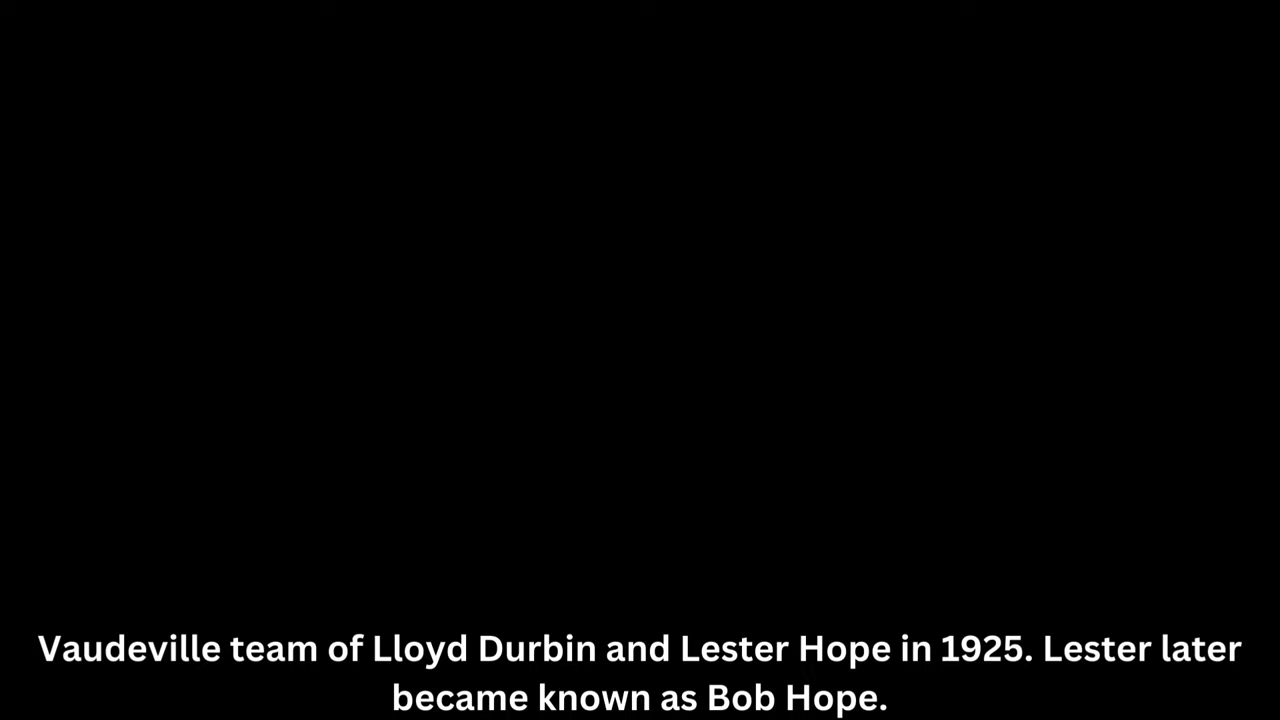 Vaudeville team of Lloyd Durbin and Lester Hope in 1925. Lester later
became known as Bob Hope.